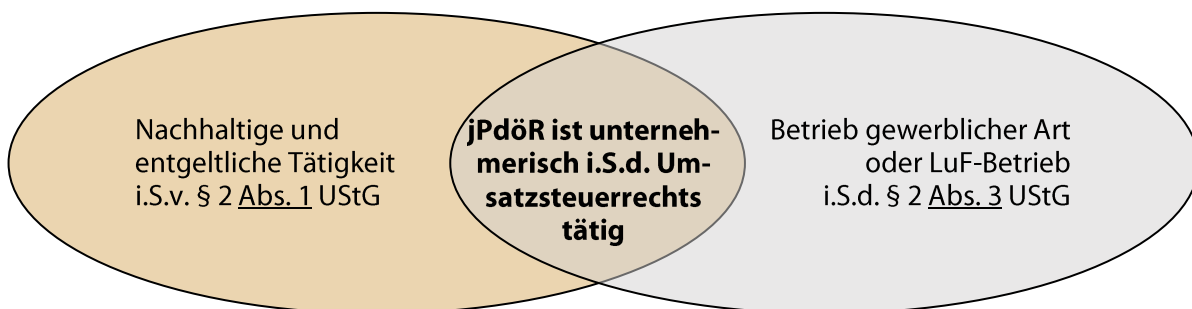 Nachhaltige und
entgeltliche Tätigkeit
i.S.v. § 2 Abs. 1 UStG
jPdöR ist unterneh-
merisch i.S.d. Um-
satzsteuerrechts
tätig
Betrieb gewerblicher Art
oder LuF-Betrieb
i.S.d. § 2 Abs. 3 UStG